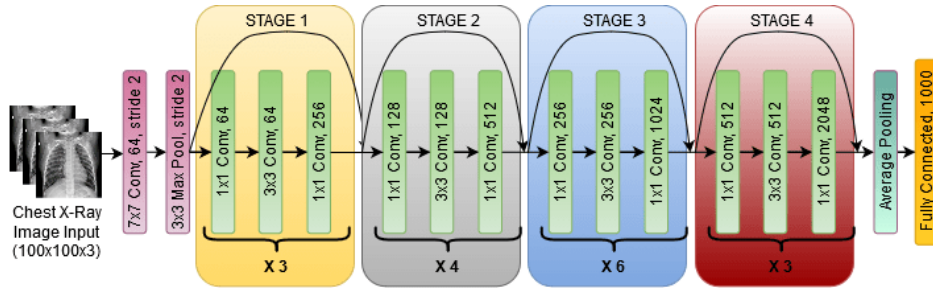 STAGE 1
STAGE 2
STAGE 3
STAGE 4
7x7 Conv, 64, stride 2
3x3 Max Pool, stride 2
1x1 Conv, 64
3x3 Conv, 64
1x1 Conv, 256
1x1 Conv, 128
3x3 Conv, 128
1x1 Conv, 512
1x1 Conv, 256
3x3 Conv, 256
1x1 Conv, 1024
1x1 Conv, 512
3x3 Conv, 512
1x1 Conv, 2048
Average Pooling
Fully Connected, 1000
Chest X-Ray
Image Input
(100x100x3)
X 3
X 4
X 6
X 3